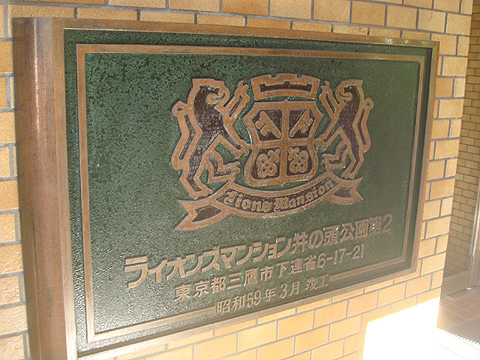 Lions Mansion
ライオンズマンション井の頭公園第2
東京都三鷹市下連雀6-17-21
昭和59年3月竣工